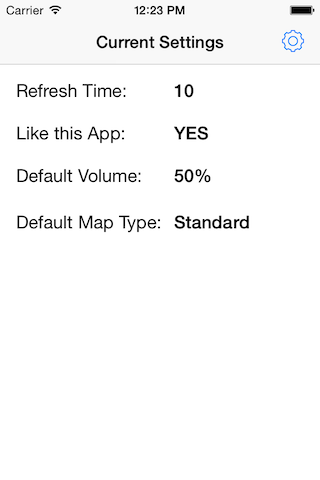 Carrier 12:23 PM
Current Settings
Refresh Time: 10
Like this App: YES
Default Volume: 50%
Default Map Type: Standard